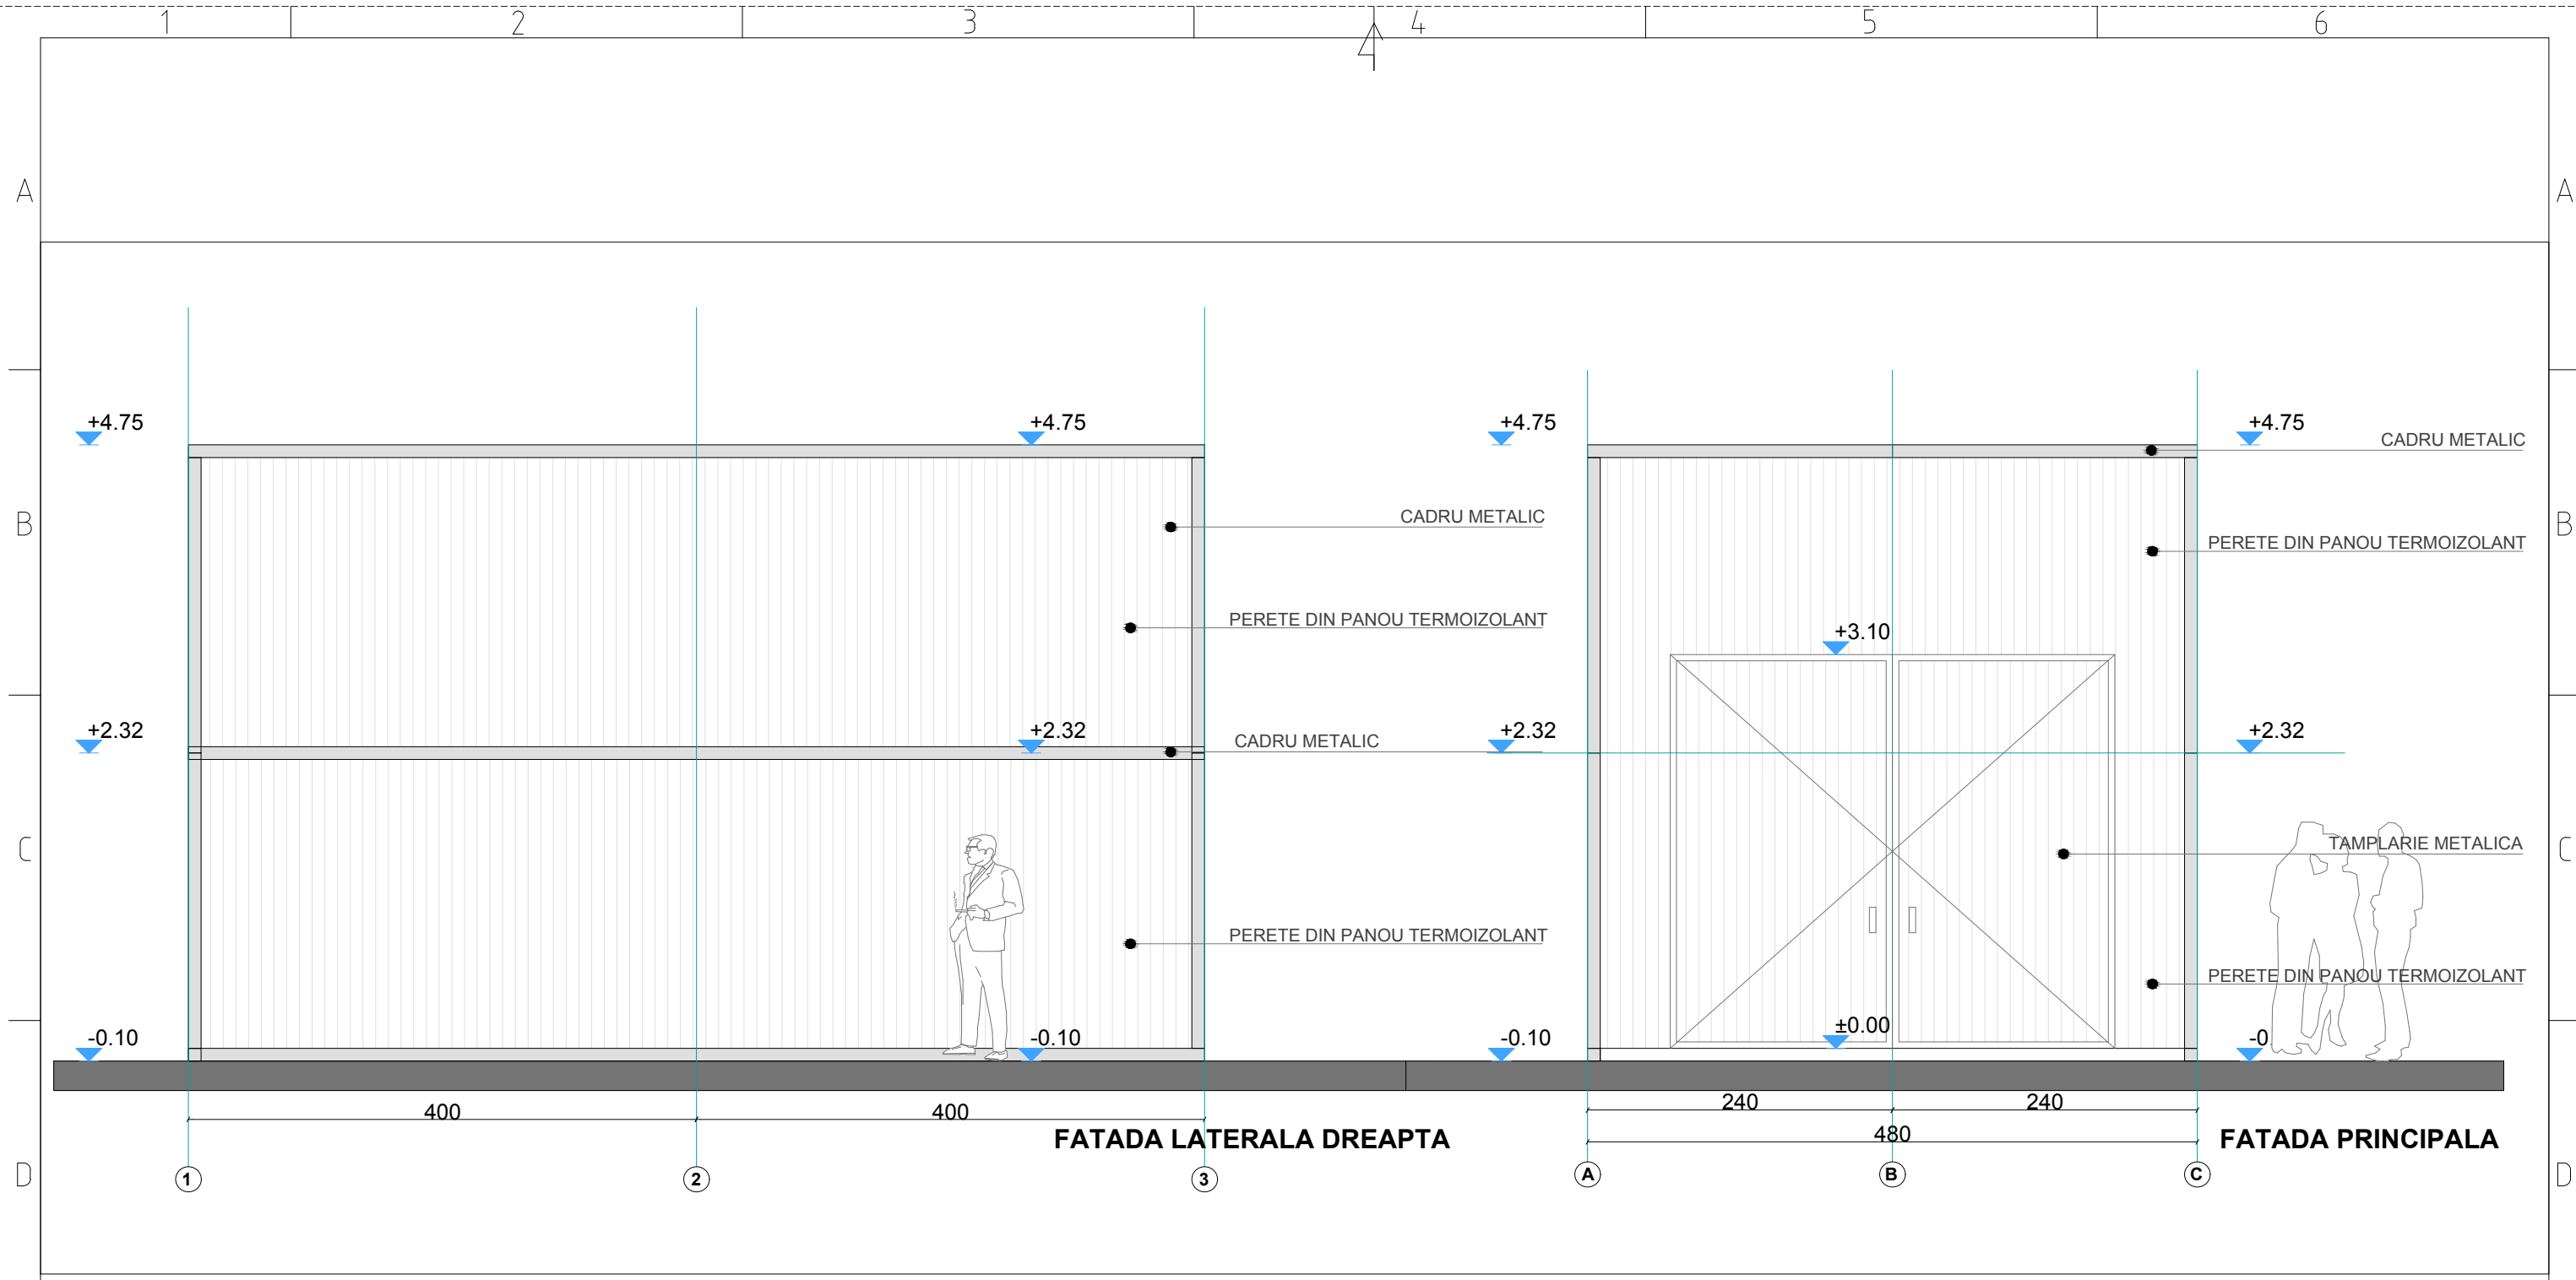 1 2 3 4 5 6
A A
+4.75 +4.75 +4.75 +4.75
CADRU METALIC
B CADRU METALIC B
PERETE DIN PANOU TERMOIZOLANT
PERETE DIN PANOU TERMOIZOLANT
+3.10
+2.32 +2.32 +2.32 +2.32
CADRU METALIC
C TAMPLARIE METALICA C
PERETE DIN PANOU TERMOIZOLANT
PERETE DIN PANOU TERMOIZOLANT
±0.00
-0.10 -0.10 -0.10 -0
400 400 240 240
480
FATADA LATERALA DREAPTA FATADA PRINCIPALA
D 1 2 3 A B C D